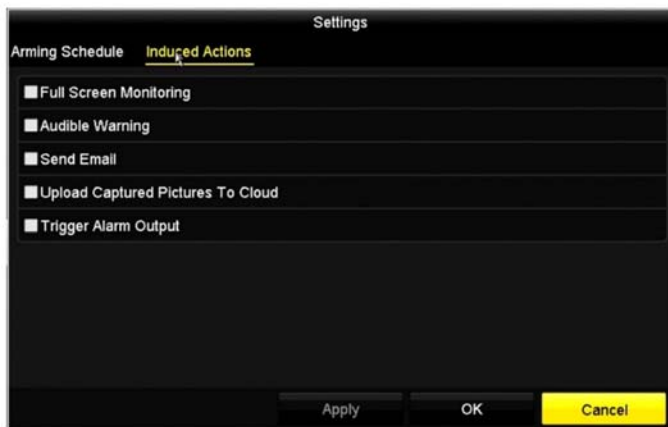 Settings
Arming Schedule Induced Actions
Full Screen Monitoring
Audible Warning
Send Email
Upload Captured Pictures To Cloud
Trigger Alarm Output
Apply OK Cancel